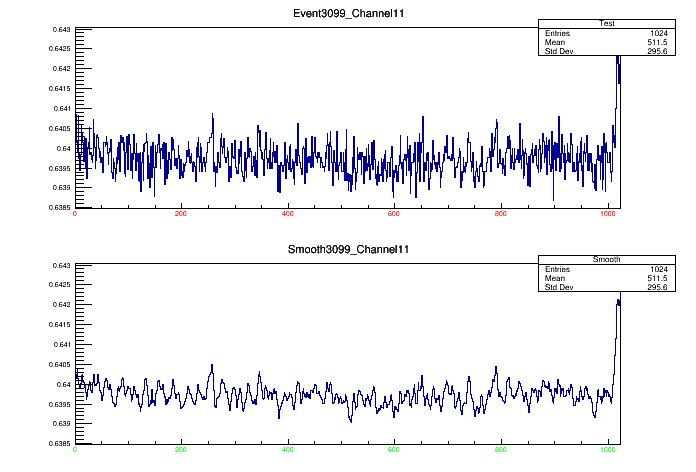 Event3099_Channel11
Test
Entries 1024
Mean 511.5
Std Dev 295.6
0.643
0.6425
0.642
0.6415
0.641
0.6405
0.64
0.6395
0.639
0.6385
0 200 400 600 800 1000
Smooth3099_Channel11
Smooth
Entries 1024
Mean 511.5
Std Dev 295.6
0.643
0.6425
0.642
0.6415
0.641
0.6405
0.64
0.6395
0.639
0.6385
0 200 400 600 800 1000